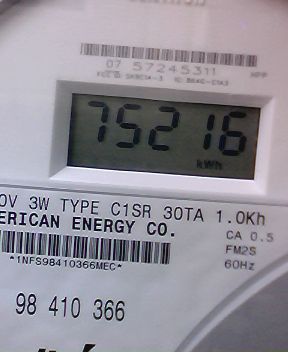 07 57245311 HPP
75216
kWh
0V 3W TYPE C1SR 30TA 1.0Kh
ERICAN ENERGY CO.
CA 0.5
FM2S
*1NFS98410366MEC*
60Hz
98 410 366